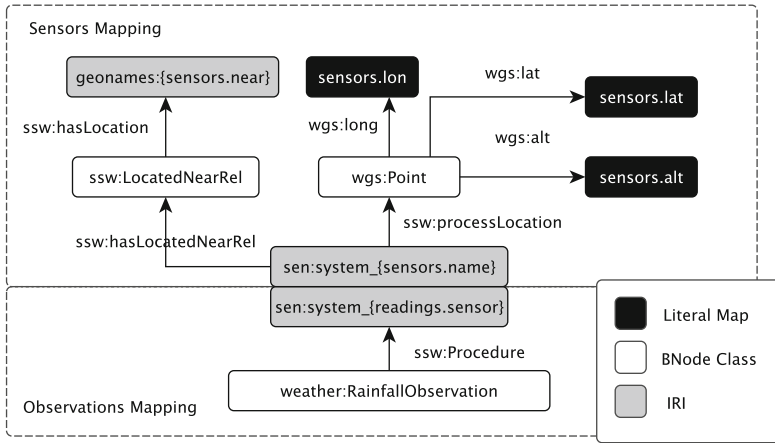 Sensors Mapping
geonames:{sensors.near}
sensors.lon
wgs:lat
sensors.lat
ssw:hasLocation
wgs:long
wgs:alt
ssw:LocatedNearRel
wgs:Point
sensors.alt
ssw:processLocation
ssw:hasLocatedNearRel
sen:system_{sensors.name}
sen:system_{readings.sensor}
ssw:Procedure
weather:RainfallObservation
Observations Mapping
Literal Map
BNode Class
IRI